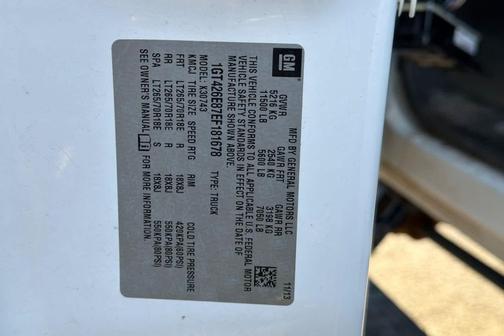 GM
MFD BY GENERAL MOTORS LLC
11/13
GVWR GAWR FRT GAWR RR
5216 KG 2540 KG 3198 KG
11500 LB 5600 LB 7050 LB
THIS VEHICLE CONFORMS TO ALL APPLICABLE U.S. FEDERAL MOTOR
VEHICLE SAFETY STANDARDS IN EFFECT ON THE DATE OF
MANUFACTURE SHOWN ABOVE.
1GT426E87EF181678 TYPE: TRUCK
MODEL: K30743
KMCJ TIRE SIZE SPEED RTG RIM COLD TIRE PRESSURE
FRT LT265/70R18E R 18X8J 420KPA(60PSI)
RR LT265/70R18E R 18X8J 550KPA(80PSI)
SPA LT265/70R18E S 18X8J 550KPA(80PSI)
SEE OWNER'S MANUAL FOR MORE INFORMATION.